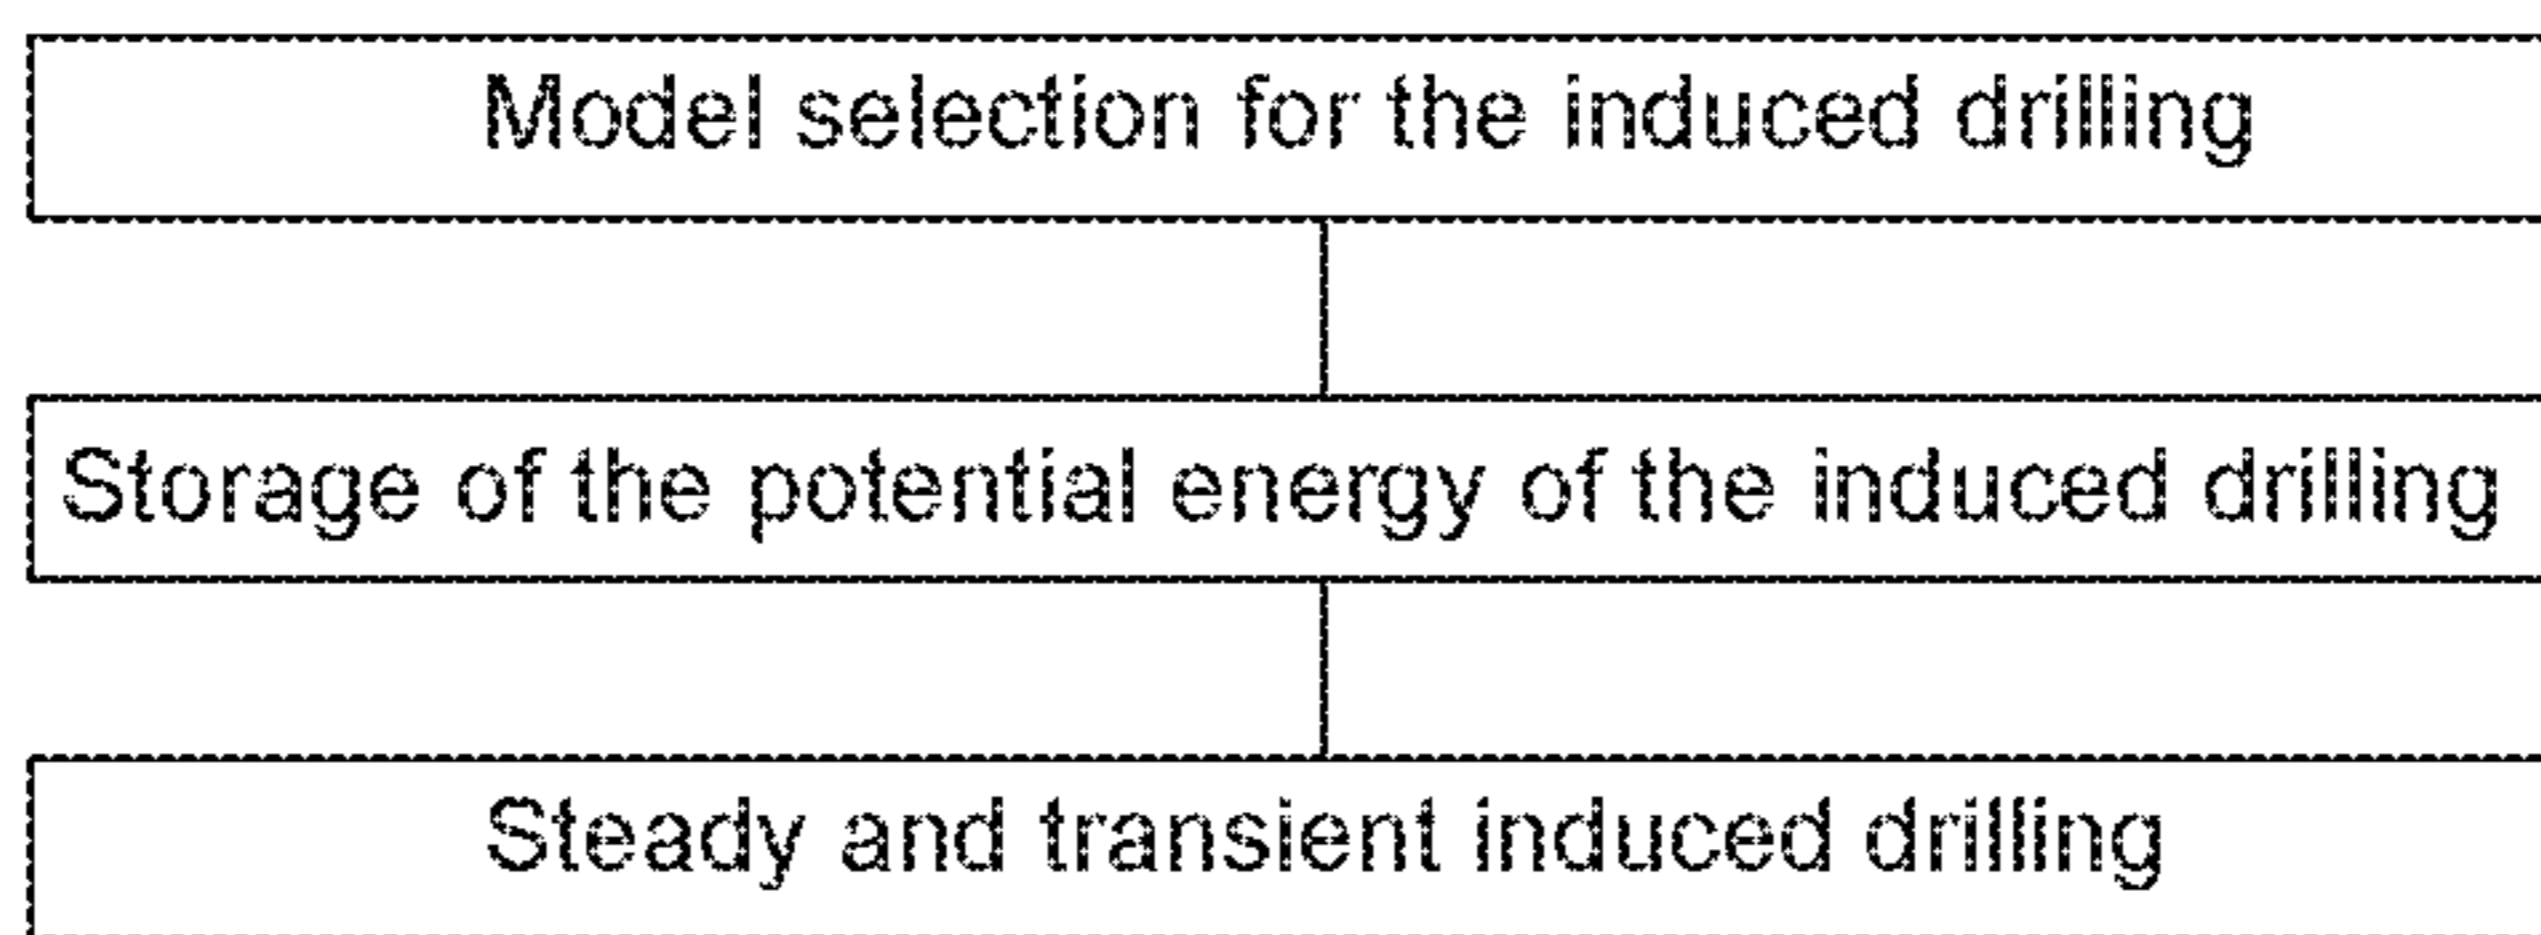 Model selection for the induced drilling
Storage of the potential energy of the induced drilling
Steady and transient induced drilling